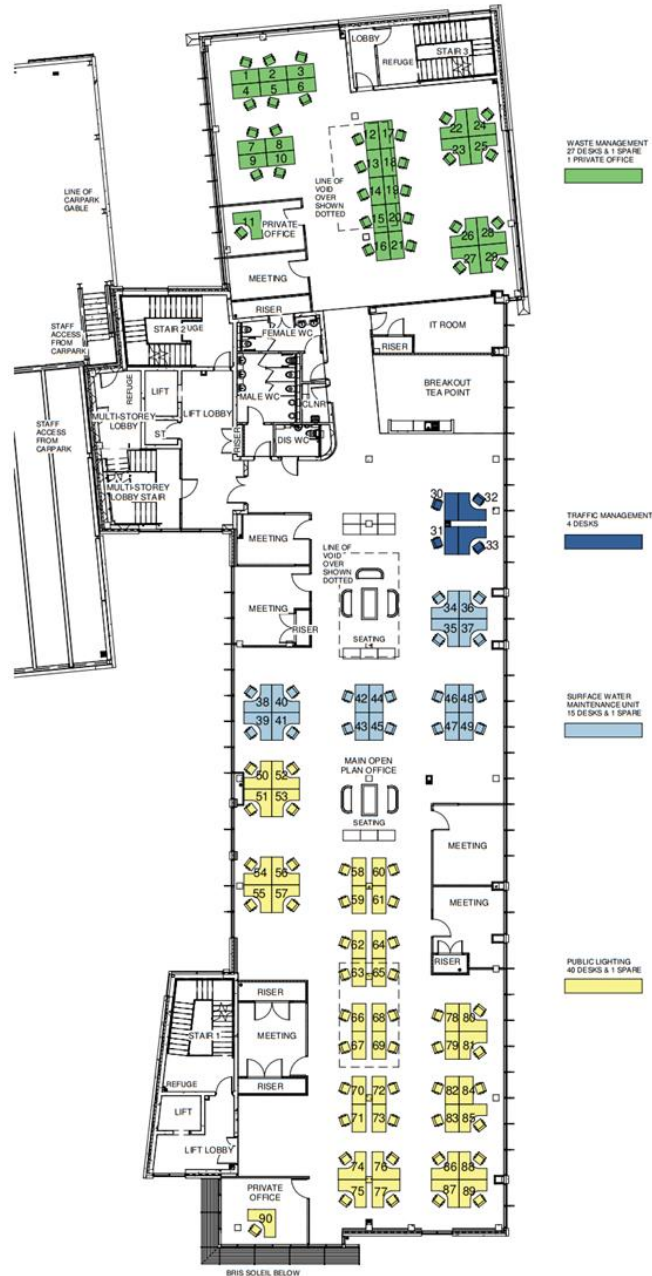 LOBBY
STAIR 3
REFUGE
1 2 3
4 5 6
7 8
9 10
12 17
13 18
14 19
15 20
16 21
22 24
23 25
26 28
27 29
11
PRIVATE
OFFICE
LINE OF
VOID
OVER
SHOWN
DOTTED
MEETING
RISER
LINE OF
CARPARK
GABLE
WASTE MANAGEMENT
27 DESKS & 1 SPARE
1 PRIVATE OFFICE
STAFF
ACCESS
FROM
CARPARK
STAIR 2
UGE
FEMALE WC
IT ROOM
RISER
BREAKOUT
TEA POINT
STAFF
ACCESS
FROM
CARPARK
REFUGE
LIFT
LIFT LOBBY
MULTI-STOREY
LOBBY
ST
MALE WC
CLNR
RISER
DIS WC
MULTI-STOREY
LOBBY STAIR
30 32
31 33
TRAFFIC MANAGEMENT
4 DESKS
MEETING
LINE OF
VOID
OVER
SHOWN
DOTTED
MEETING
RISER
SEATING
34 36
35 37
38 40
39 41
42 44
43 45
46 48
47 49
SURFACE WATER
MAINTENANCE UNIT
15 DESKS & 1 SPARE
MAIN OPEN
PLAN OFFICE
SEATING
50 52
51 53
54 56
55 57
MEETING
MEETING
RISER
58 60
59 61
62 64
63 65
66 68
67 69
70 72
71 73
74 76
75 77
78 80
79 81
82 84
83 85
86 88
87 89
PUBLIC LIGHTING
40 DESKS & 1 SPARE
RISER
STAIR 1
MEETING
REFUGE
RISER
LIFT
LIFT LOBBY
PRIVATE
OFFICE
90
BRIS SOLEIL BELOW